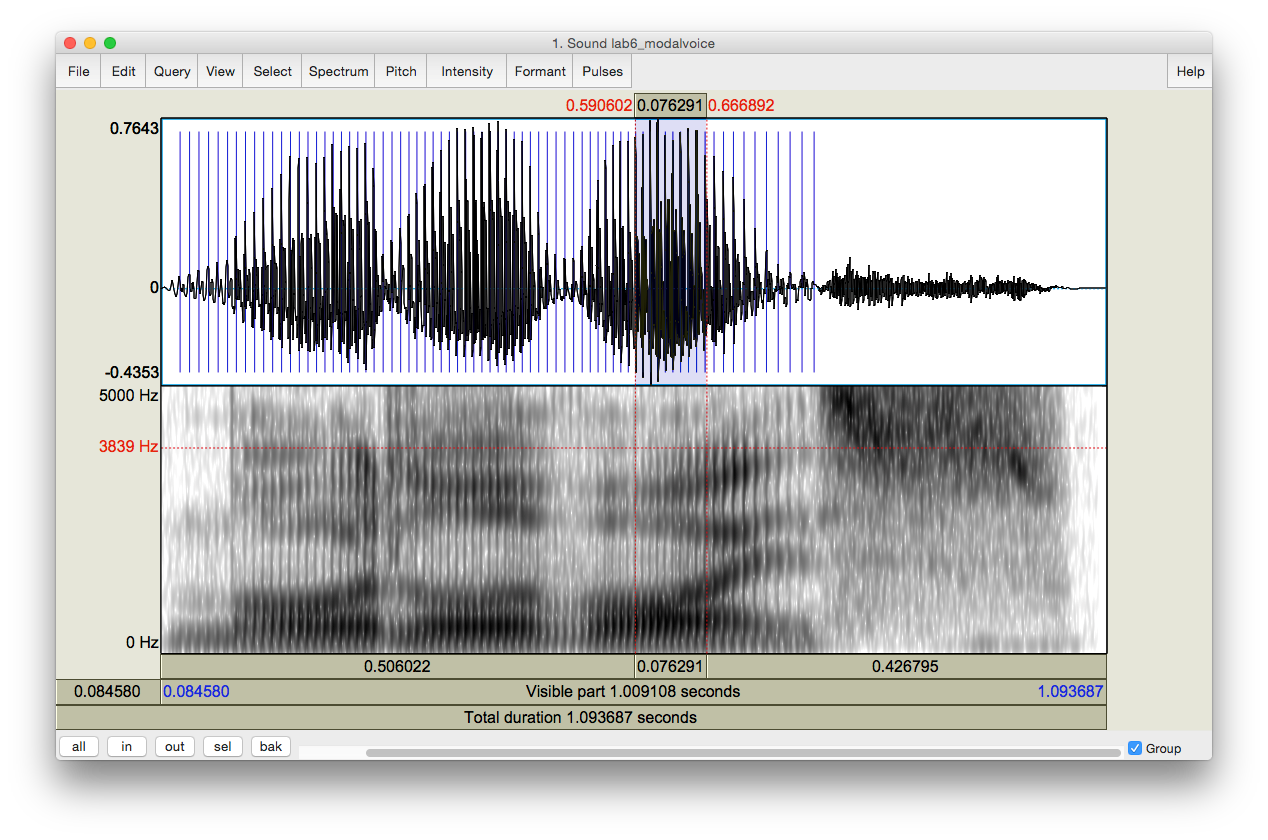 1. Sound lab6_modalvoice
File Edit Query View Select Spectrum Pitch Intensity Formant Pulses Help
0.590602 0.076291 0.666892
0.7643
0
-0.4353
5000 Hz
3839 Hz
0 Hz
0.506022 0.076291 0.426795
0.084580 0.084580 Visible part 1.009108 seconds 1.093687
Total duration 1.093687 seconds
all in out sel bak Group